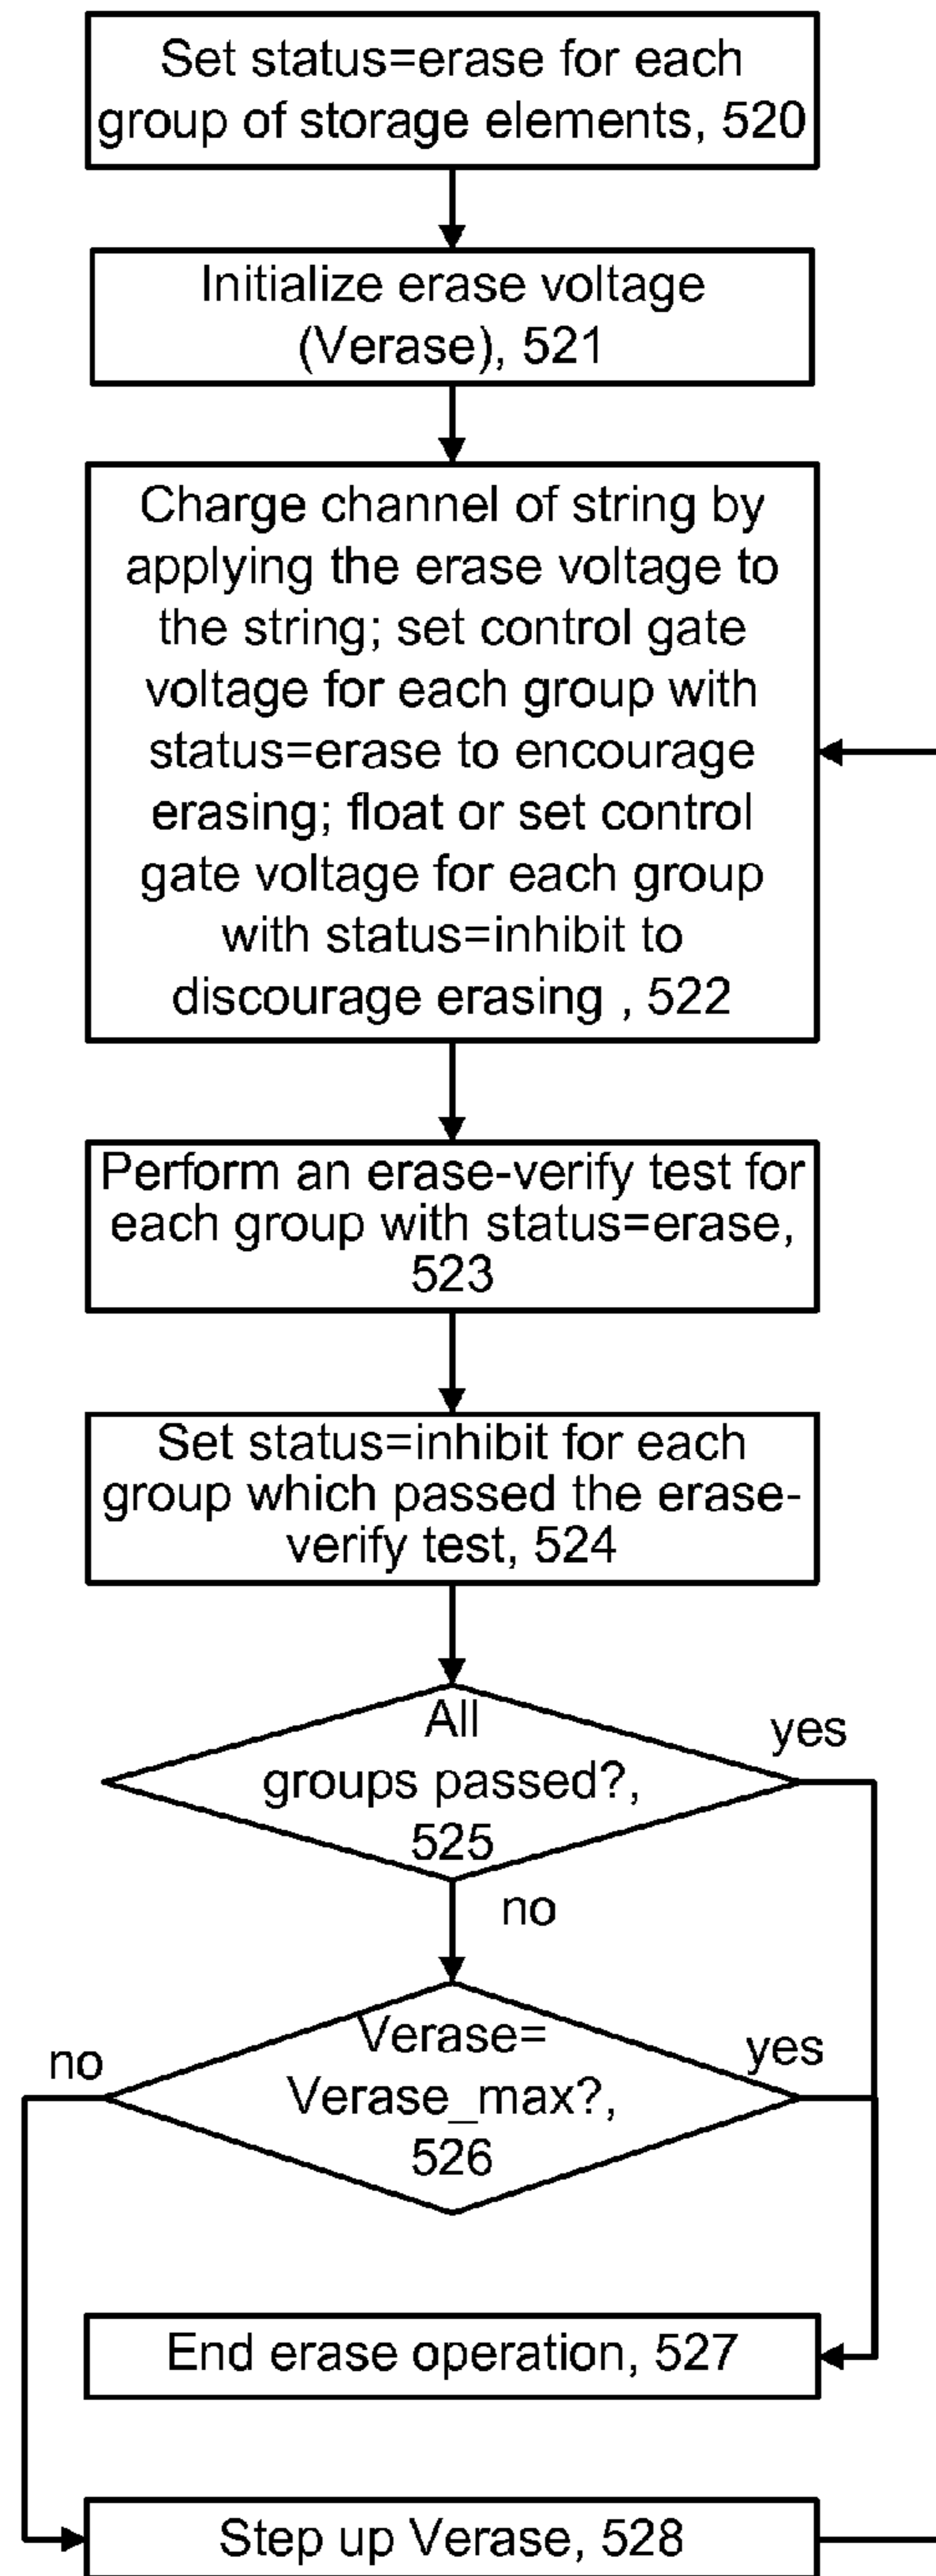 Set status=erase for each
group of storage elements, 520
Initialize erase voltage
(Verase), 521
Charge channel of string by
applying the erase voltage to
the string; set control gate
voltage for each group with
status=erase to encourage
erasing; float or set control
gate voltage for each group
with status=inhibit to
discourage erasing , 522
Perform an erase-verify test for
each group with status=erase,
523
Set status=inhibit for each
group which passed the erase-
verify test, 524
All
groups passed?,
525
yes
no
Verase=
Verase_max?,
526
no
yes
End erase operation, 527
Step up Verase, 528